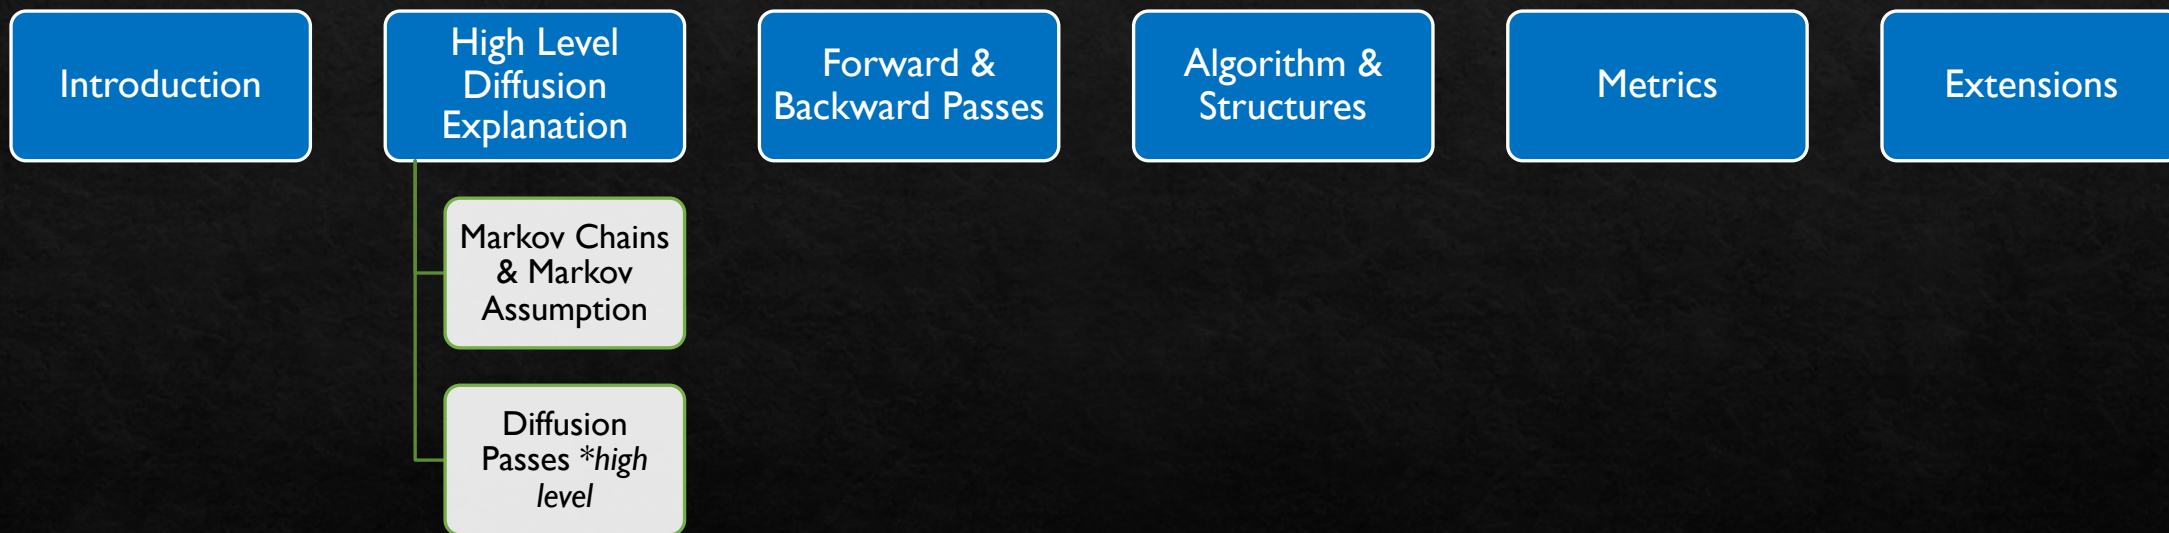 Introduction
High Level
Diffusion
Explanation
Markov Chains
& Markov
Assumption
Diffusion
Passes *high
level
Forward &
Backward Passes
Algorithm &
Structures
Metrics
Extensions